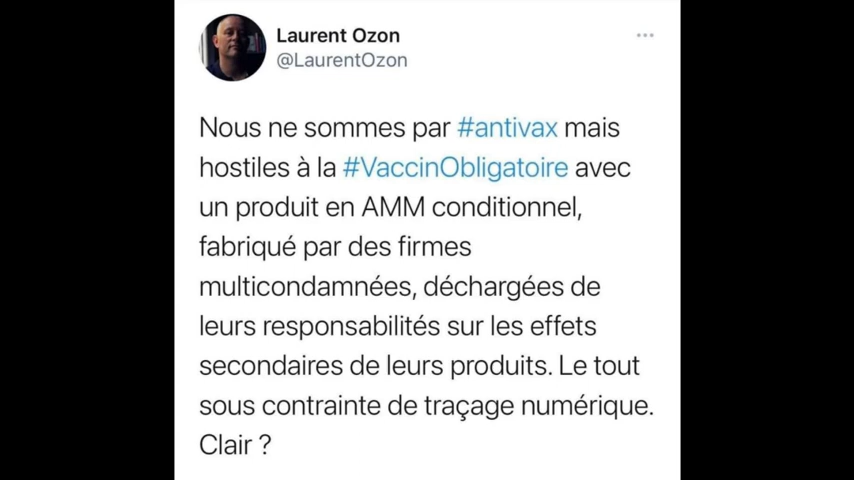 Laurent Ozon
@LaurentOzon
Nous ne sommes par #antivax mais
hostiles à la #VaccinObligatoire avec
un produit en AMM conditionnel,
fabriqué par des firmes
multicondamnées, déchargées de
leurs responsabilités sur les effets
secondaires de leurs produits. Le tout
sous contrainte de traçage numérique.
Clair ?